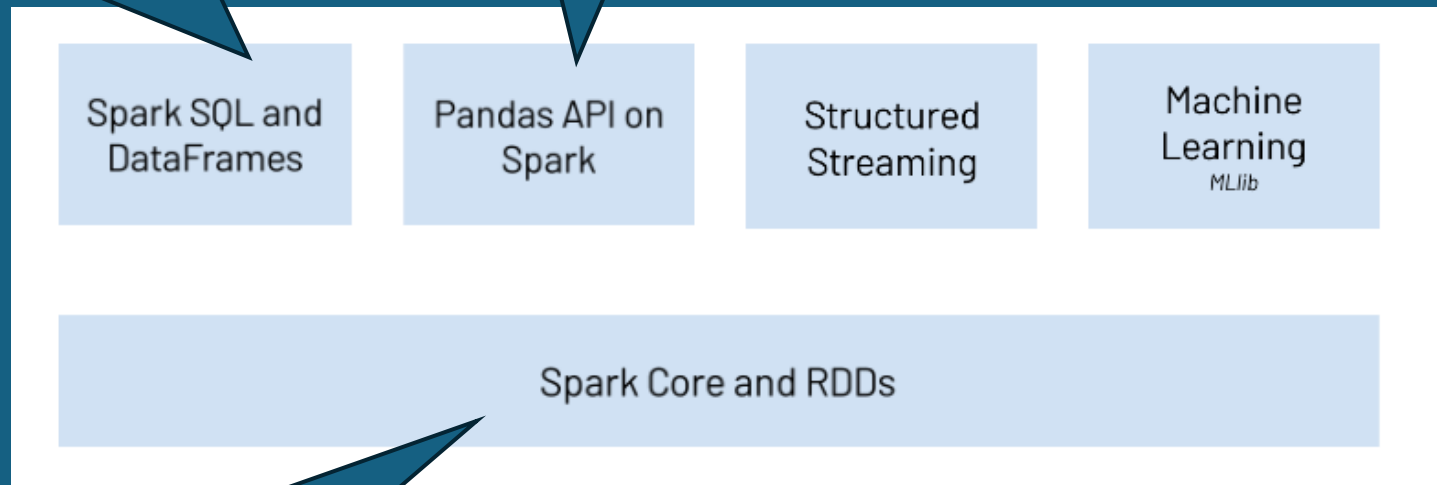 Spark SQL and
DataFrames
Pandas API on
Spark
Structured
Streaming
Machine
Learning
MLlib
Spark Core and RDDs